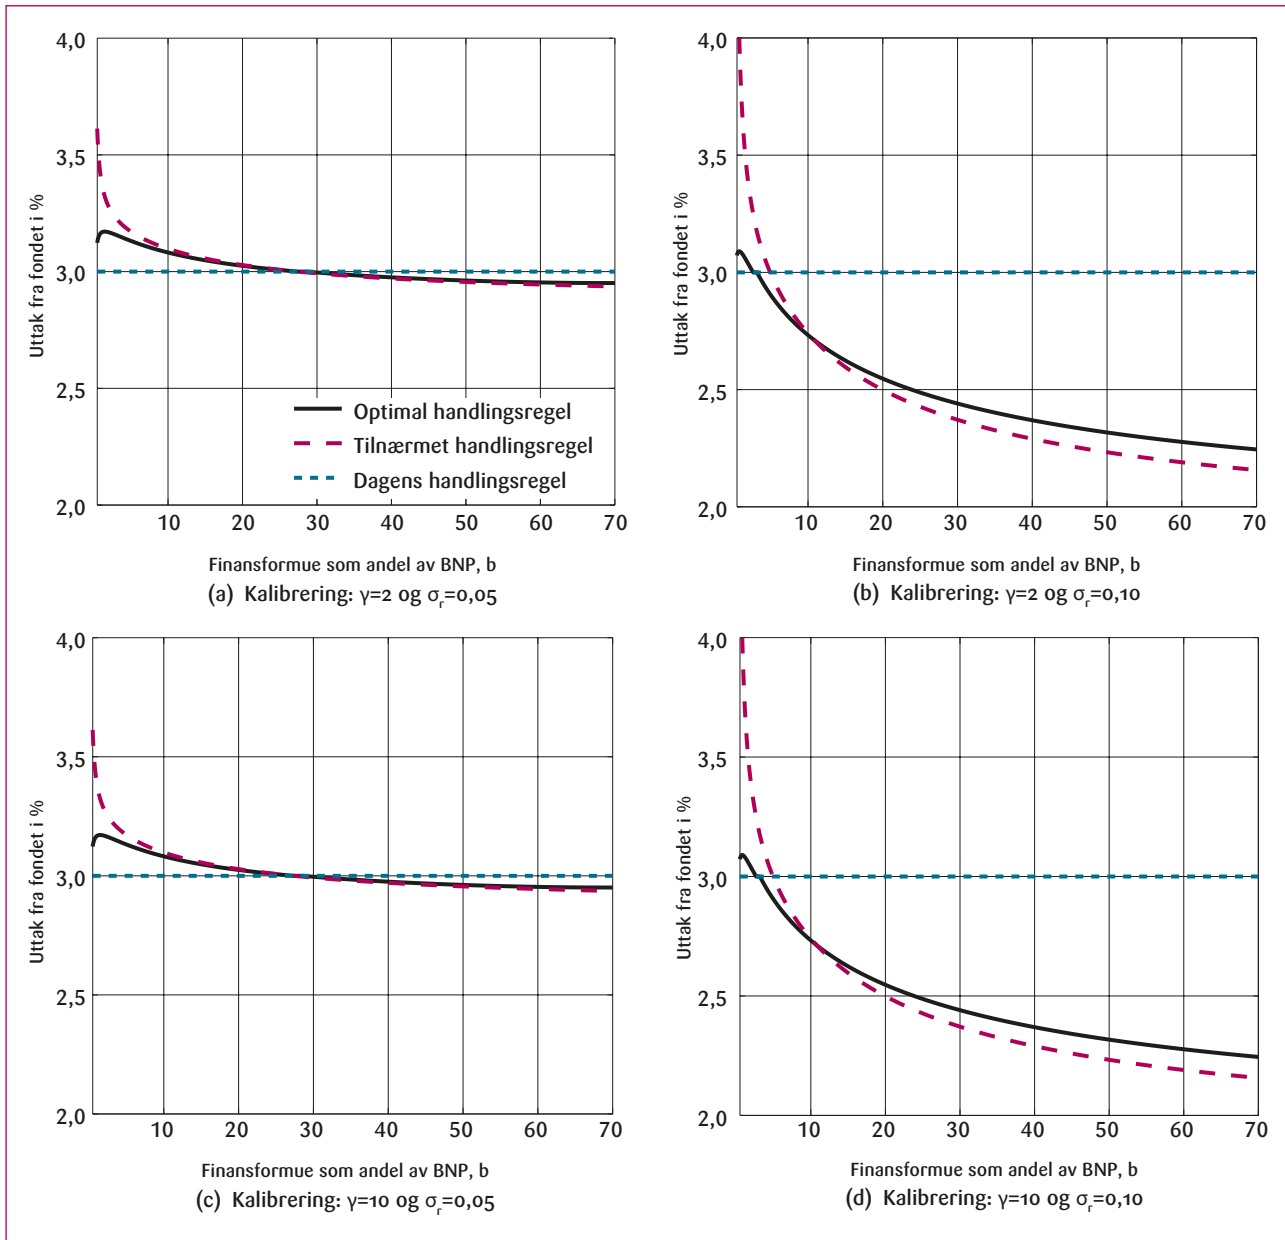 4,0
3,5
3,0
2,5
2,0
Uttak fra fondet i %
Optimal handlingsregel
Tilnærmet handlingsregel
Dagens handlingsregel
10 20 30 40 50 60 70
Finansformue som andel av BNP, b
(a) Kalibrering: γ=2 og σr=0,05
4,0
3,5
3,0
2,5
2,0
Uttak fra fondet i %
10 20 30 40 50 60 70
Finansformue som andel av BNP, b
(b) Kalibrering: γ=2 og σr=0,10
4,0
3,5
3,0
2,5
2,0
Uttak fra fondet i %
10 20 30 40 50 60 70
Finansformue som andel av BNP, b
(c) Kalibrering: γ=10 og σr=0,05
4,0
3,5
3,0
2,5
2,0
Uttak fra fondet i %
10 20 30 40 50 60 70
Finansformue som andel av BNP, b
(d) Kalibrering: γ=10 og σr=0,10